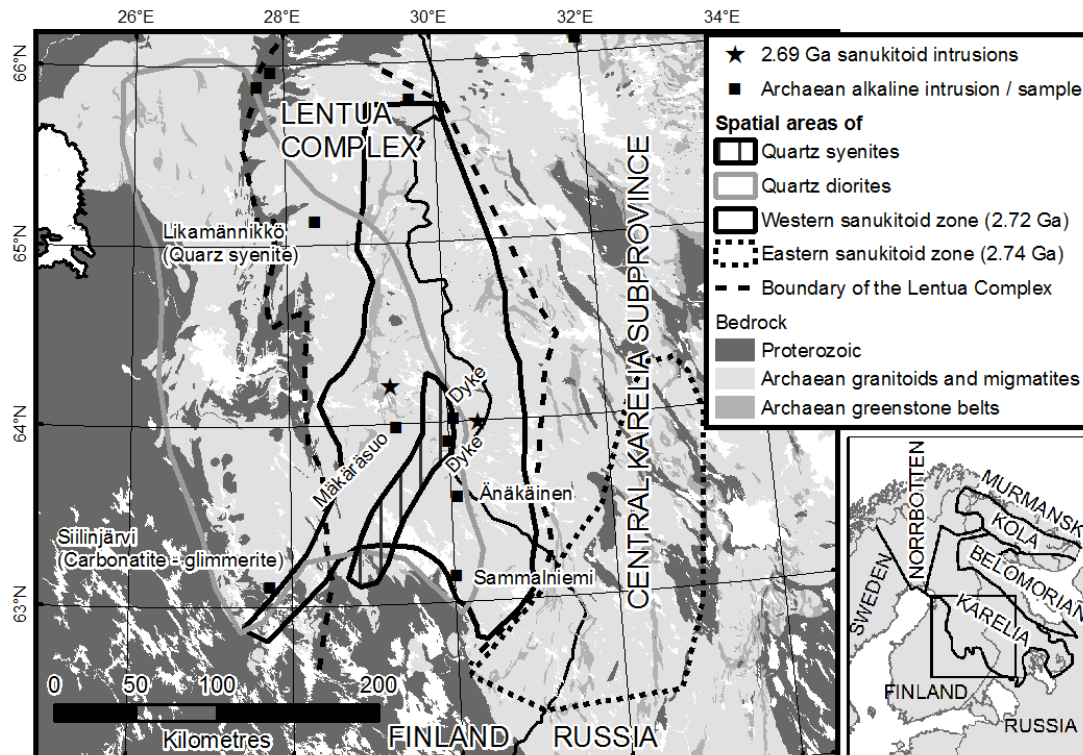 26°E
28°E
30°E
32°E
34°E
66°N
65°N
64°N
63°N
LENTUA
COMPLEX
Likamännikkö
(Quarz syenite)
CENTRAL KARELIA SUBPROVINCE
Dyke
Dyke
Mäkäräsuo
Änäkäinen
Siilinjärvi
(Carbonatite - glimmerite)
Sammalniemi
0 50 100 200
Kilometres
FINLAND RUSSIA
2.69 Ga sanukitoid intrusions
Archaean alkaline intrusion / sample
Spatial areas of
Quartz syenites
Quartz diorites
Western sanukitoid zone (2.72 Ga)
Eastern sanukitoid zone (2.74 Ga)
Boundary of the Lentua Complex
Bedrock
Proterozoic
Archaean granitoids and migmatites
Archaean greenstone belts
NORRBOTTEN
MURMANSK
KOLA
BELOMORIAN
SWEDEN
KARELIA
FINLAND
RUSSIA